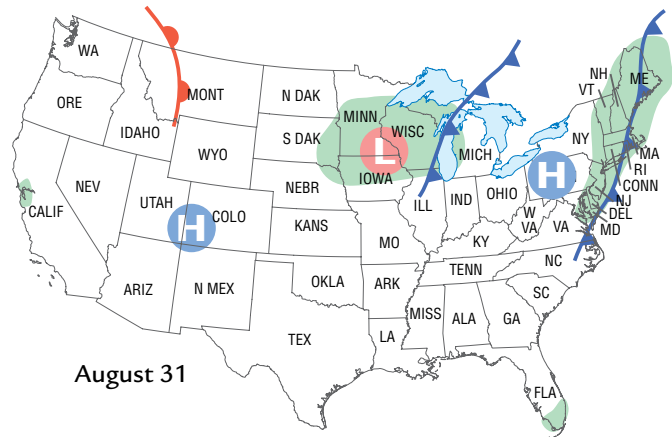 WA
MONT
N DAK
MINN
ME
NH
VT
ORE
IDAHO
S DAK
WISC
NY
MA
WYO
L
MICH
RI
CONN
NEV
NEBR
IOWA
H
NJ
DEL
MD
CALIF
UTAH
COLO
H
ILL
IND
OHIO
W
VA
VA
KANS
MO
KY
NC
ARIZ
N MEX
OKLA
ARK
TENN
SC
TEX
LA
MISS
ALA
GA
FLA
August 31